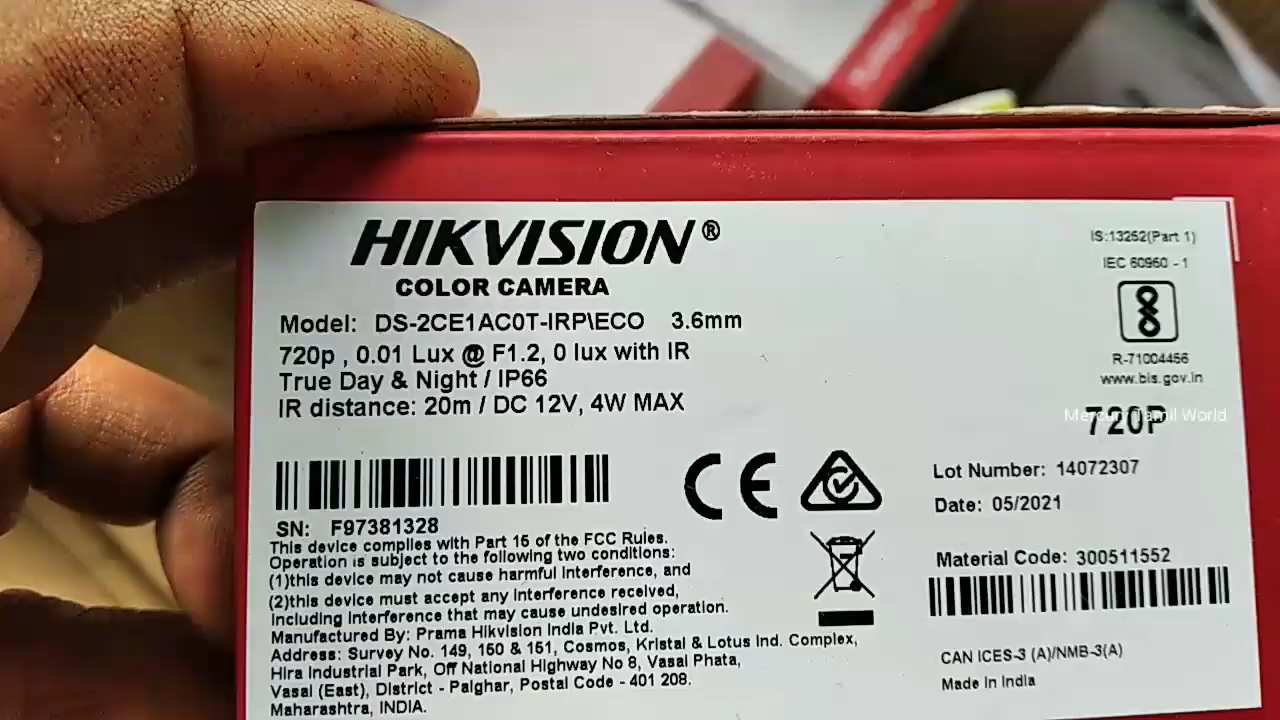 HIKVISION®
COLOR CAMERA
Model: DS-2CE1AC0T-IRP\ECO 3.6mm
720p , 0.01 Lux @ F1.2, 0 lux with IR
True Day & Night / IP66
IR distance: 20m / DC 12V, 4W MAX
SN: F97381328
This device complies with Part 15 of the FCC Rules.
Operation is subject to the following two conditions:
(1)this device may not cause harmful interference, and
(2)this device must accept any interference received,
including interference that may cause undesired operation.
Manufactured By: Prama Hikvision India Pvt. Ltd.
Address: Survey No. 149, 150 & 151, Cosmos, Kristal & Lotus Ind. Complex,
Hira Industrial Park, Off National Highway No 8, Vasai Phata,
Vasai (East), District - Palghar, Postal Code - 401 208.
Maharashtra, INDIA.
IS:13252(Part 1)
IEC 60950 - 1
R-71004456
www.bis.gov.in
720P
Mercury Tamil World
CE
Lot Number: 14072307
Date: 05/2021
Material Code: 300511552
CAN ICES-3 (A)/NMB-3(A)
Made in India